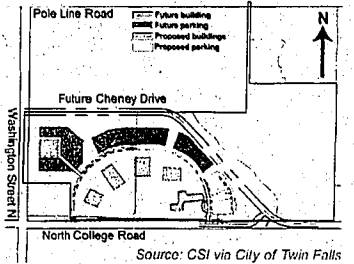 Pole Line Road
Future building
Future parking
Proposed buildings
Proposed parking
N
Future Cheney Drive
Washington Street N
North College Road
Source: CSI via City of Twin Falls